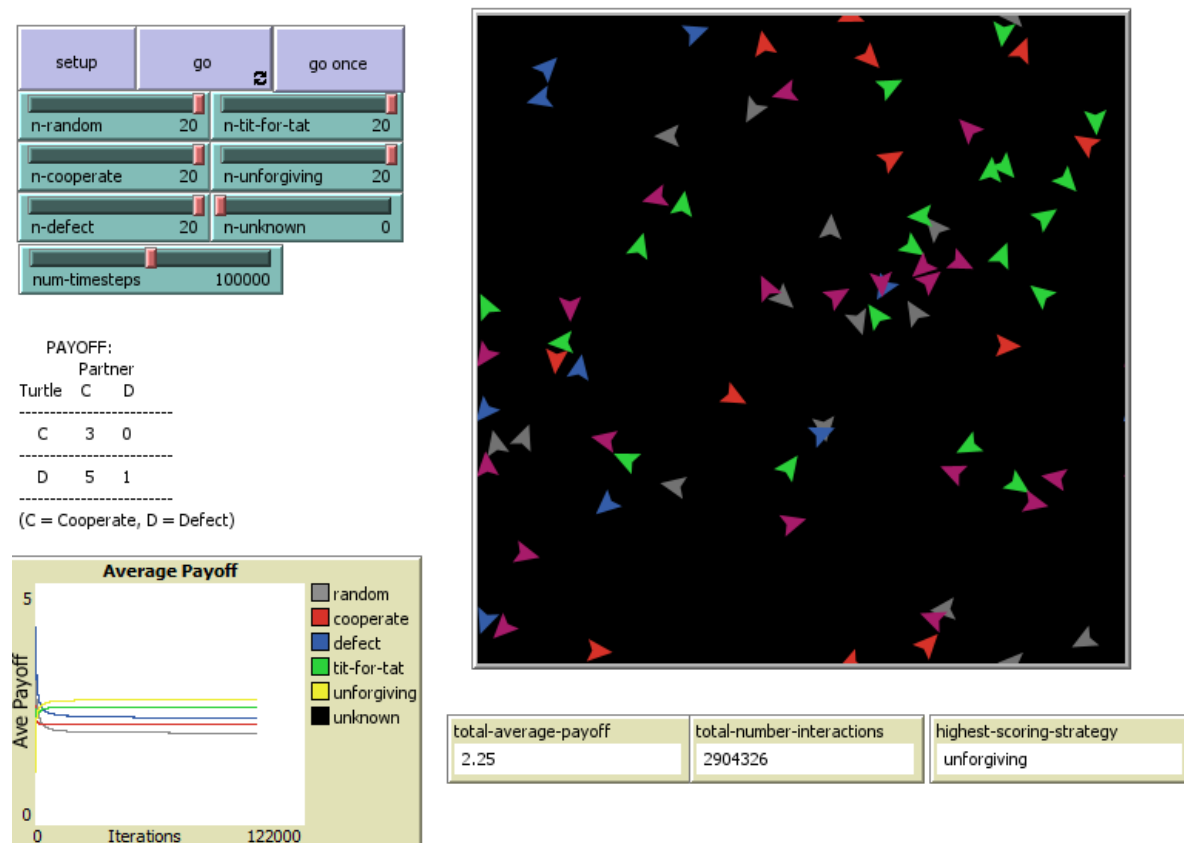 setup
go
go once
n-random 20
n-tit-for-tat 20
n-cooperate 20
n-unforgiving 20
n-defect 20
n-unknown 0
num-timesteps 100000
PAYOFF:
Partner
Turtle C D
--------------------------
C 3 0
--------------------------
D 5 1
--------------------------
(C = Cooperate, D = Defect)
Average Payoff
5
Ave Payoff
0
0 Iterations 122000
random
cooperate
defect
tit-for-tat
unforgiving
unknown
total-average-payoff
2.25
total-number-interactions
2904326
highest-scoring-strategy
unforgiving